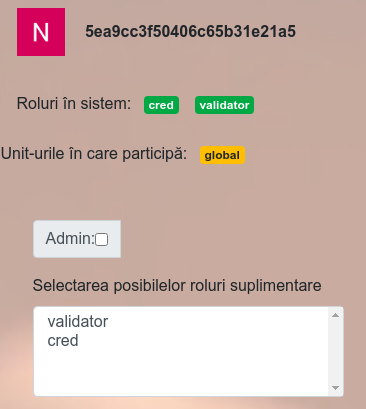 N
5ea9cc3f50406c65b31e21a5
Roluri în sistem: cred validator
Unit-urile în care participă: global
Admin:
Selectarea posibilelor roluri suplimentare
validator
cred